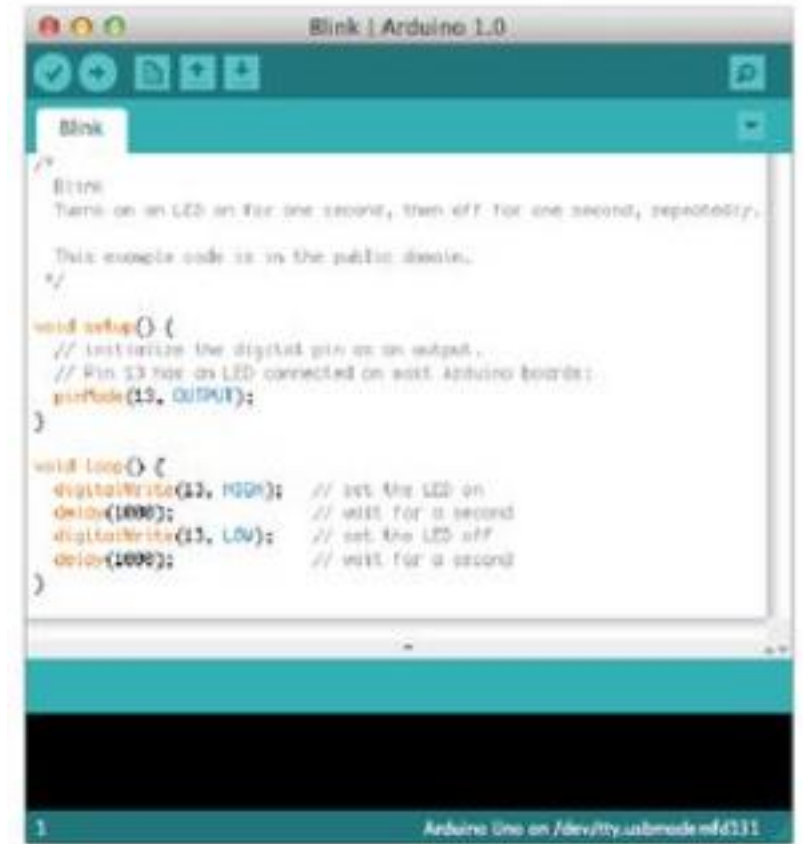 Blink | Arduino 1.0
Blink
/*
Blink
Turns on an LED on for one second, then off for one second, repeatedly.
This example code is in the public domain.
*/
void setup() {
// initialize the digital pin as an output.
// Pin 13 has an LED connected on most Arduino boards:
pinMode(13, OUTPUT);
}
void loop() {
digitalWrite(13, HIGH); // set the LED on
delay(1000); // wait for a second
digitalWrite(13, LOW); // set the LED off
delay(1000); // wait for a second
}
1 Arduino Uno on /dev/tty.usbmodemfd131